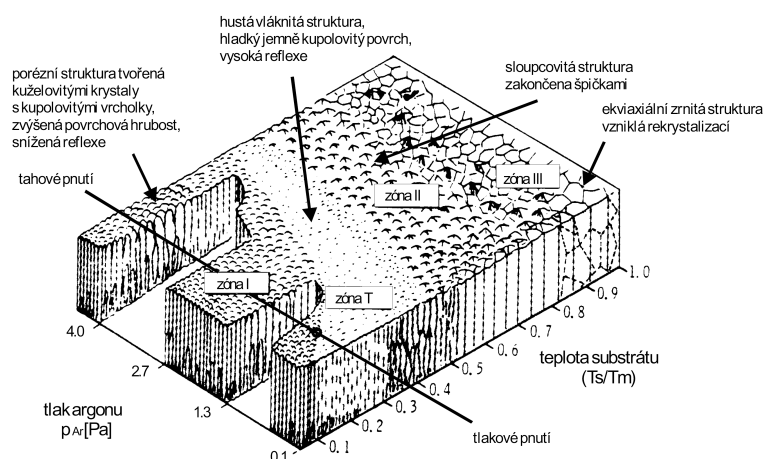 hustá vláknitá struktura,
hladký jemně kupolovitý povrch,
vysoká reflexe
porézní struktura tvořená
kuželovitými krystaly
s kupolovitými vrcholky,
zvýšená povrchová hrubost,
snížená reflexe
sloupcovitá struktura
zakončena špičkami
ekviaxiální zrnitá struktura
vzniklá rekrystalizací
tahové pnutí
zóna III
zóna II
zóna I
zóna T
1.0
0.9
0.8
0.7
0.6
0.5
0.4
0.3
0.2
0.1
4.0
2.7
1.3
0.1
teplota substrátu
(Ts/Tm)
tlak argonu
p Ar [Pa]
tlakové pnutí